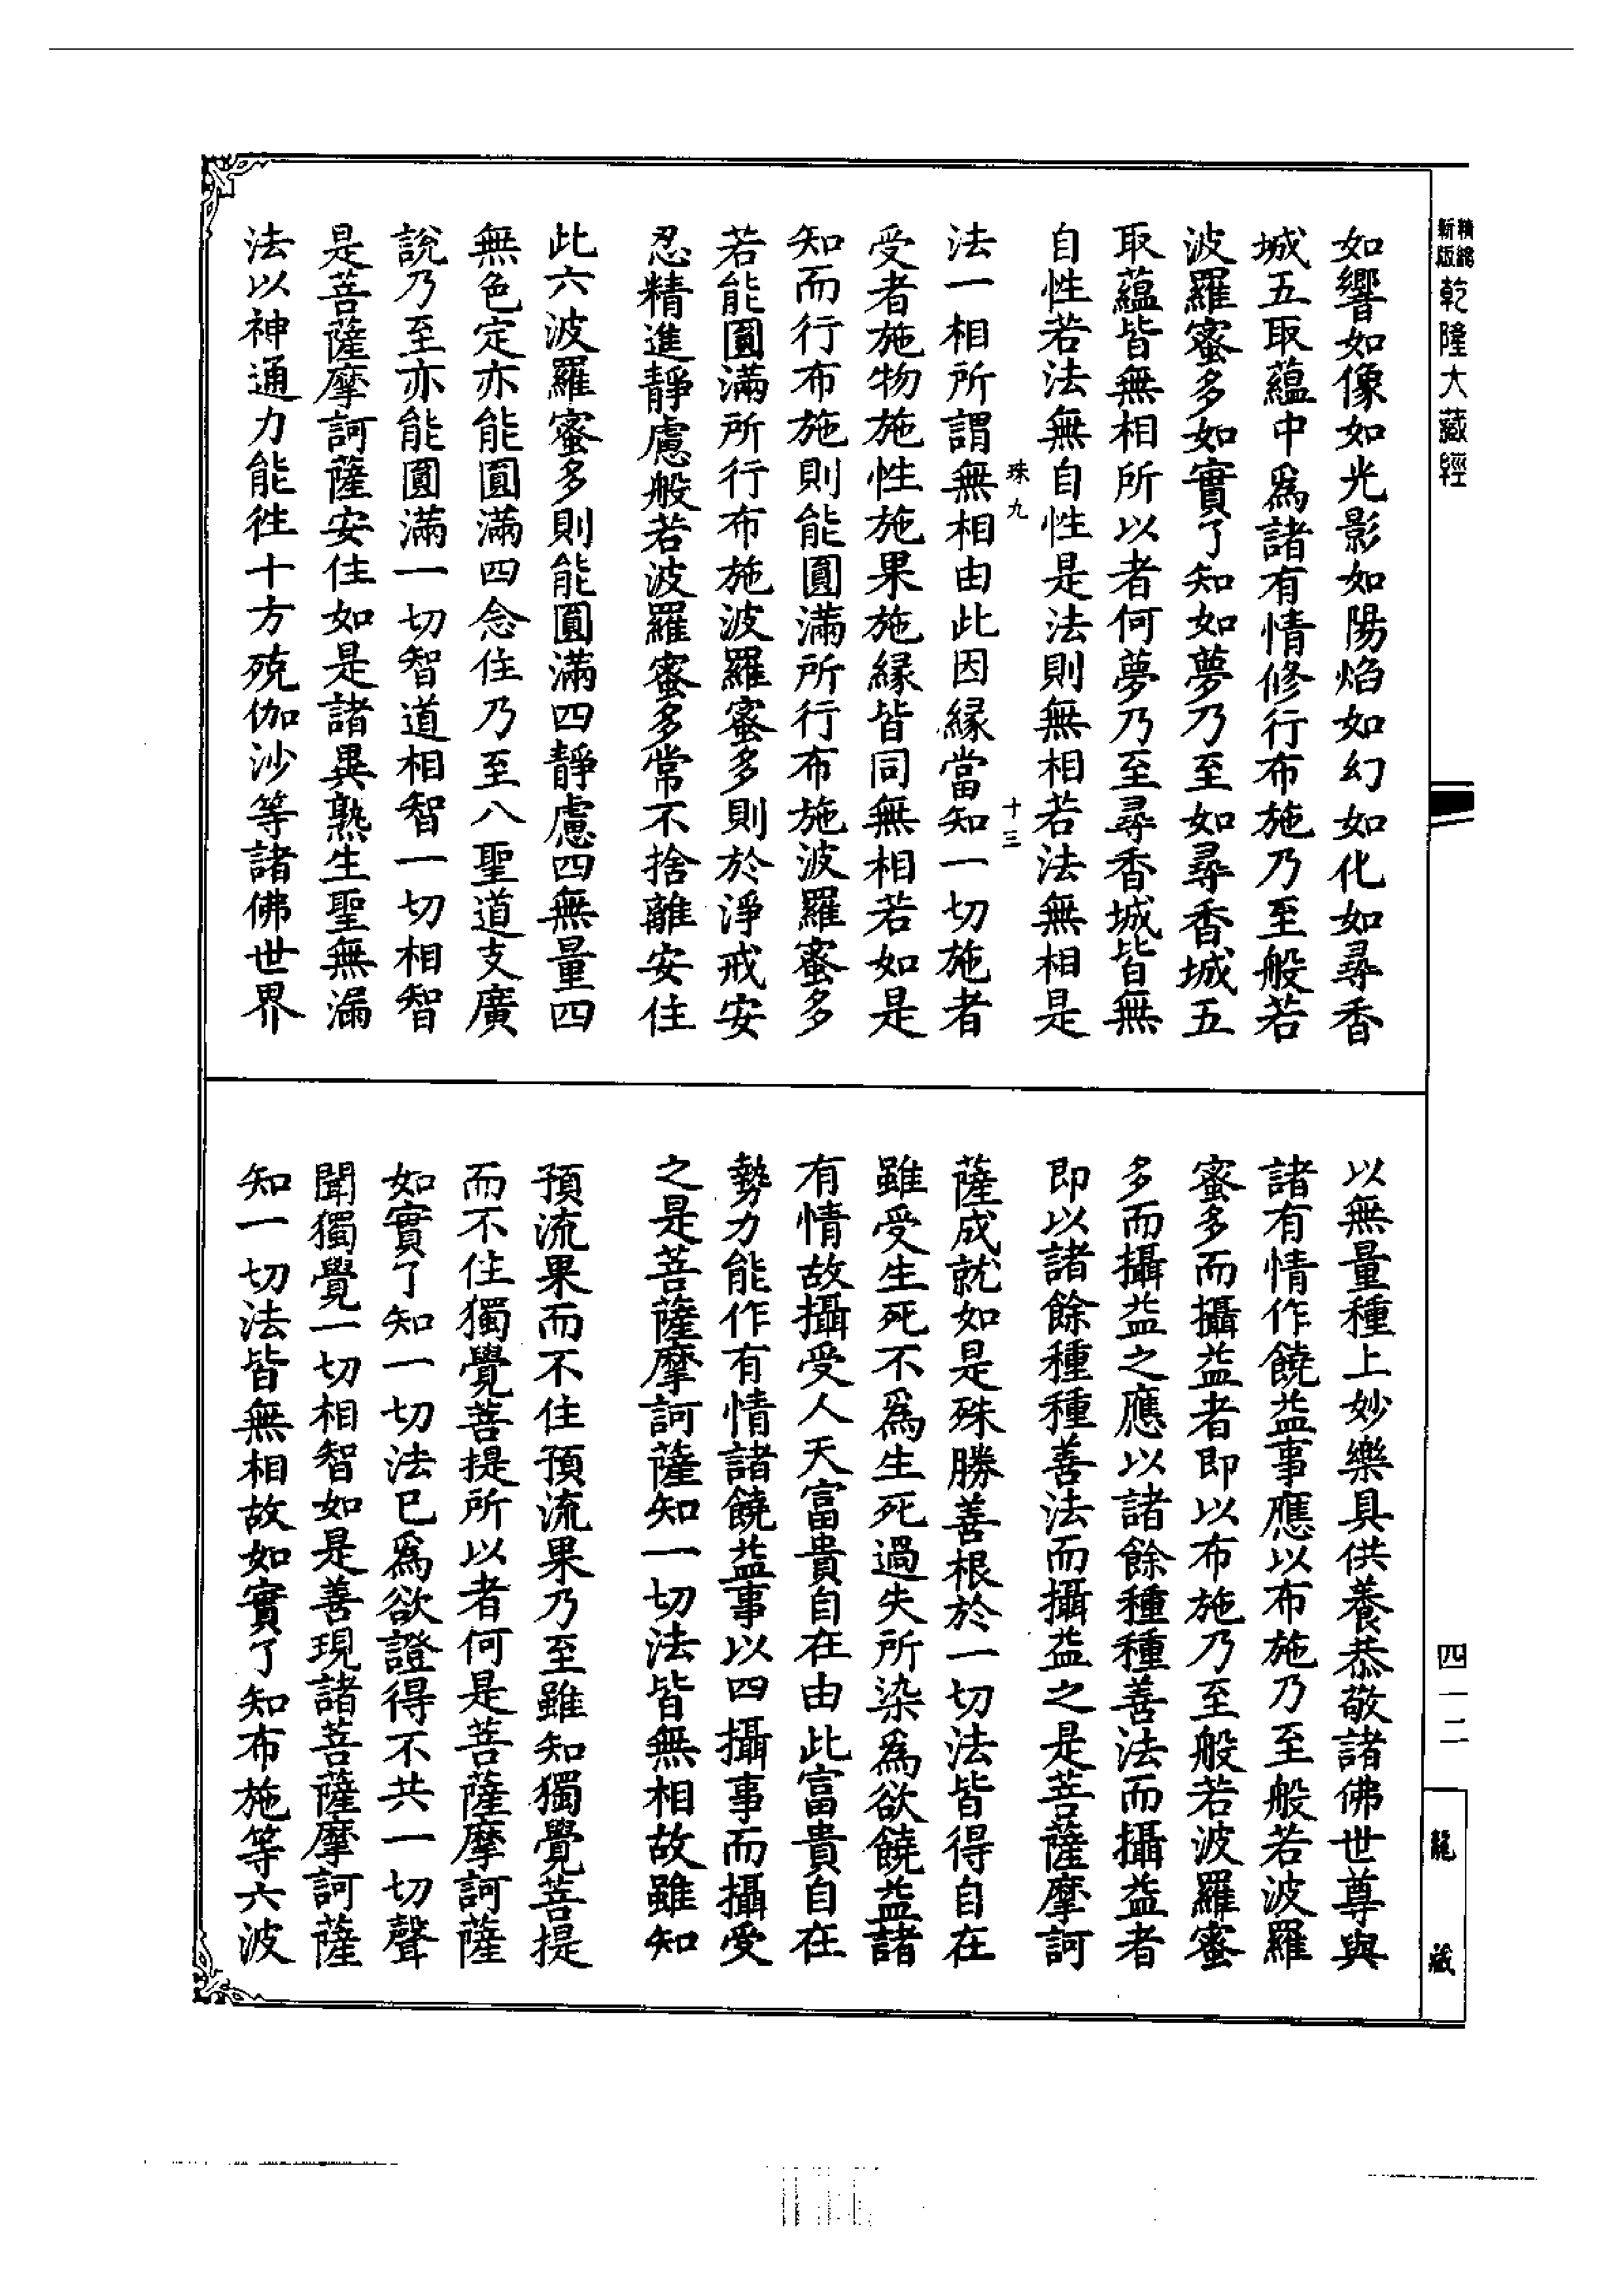 精縮新版
乾隆大藏經
四一二
龍藏
如響如像如光影如陽焰如幻如化如尋香
城五取蘊中為諸有情修行布施乃至般若
波羅蜜多如實了知如夢乃至如尋香城五
取蘊皆無相所以者何夢乃至尋香城皆無
自性若法無自性是法則無相若法無相是
珠九
十三
法一相所謂無相由此因緣當知一切施者
受者施物施性施果施緣皆同無相若如是
知而行布施則能圓滿所行布施波羅蜜多
若能圓滿所行布施波羅蜜多則於淨戒安
忍精進靜慮般若波羅蜜多常不捨離安住
此六波羅蜜多則能圓滿四靜慮四無量四
無色定亦能圓滿四念住乃至八聖道支廣
說乃至亦能圓滿一切智道相智一切相智
是菩薩摩訶薩安住如是諸異熟生聖無漏
法以神通力能往十方殑伽沙等諸佛世界
以無量種上妙樂具供養恭敬諸佛世尊與
諸有情作饒益事應以布施乃至般若波羅
蜜多而攝益者即以布施乃至般若波羅蜜
多而攝益之應以諸餘種種善法而攝益者
即以諸餘種種善法而攝益之是菩薩摩訶
薩成就如是殊勝善根於一切法皆得自在
雖受生死不為生死過失所染為欲饒益諸
有情故攝受人天富貴自在由此富貴自在
勢力能作有情諸饒益事以四攝事而攝受
之是菩薩摩訶薩知一切法皆無相故雖知
預流果而不住預流果乃至雖知獨覺菩提
而不住獨覺菩提所以者何是菩薩摩訶薩
如實了知一切法已為欲證得不共一切聲
聞獨覺一切相智如是善現諸菩薩摩訶薩
知一切法皆無相故如實了知布施等六波